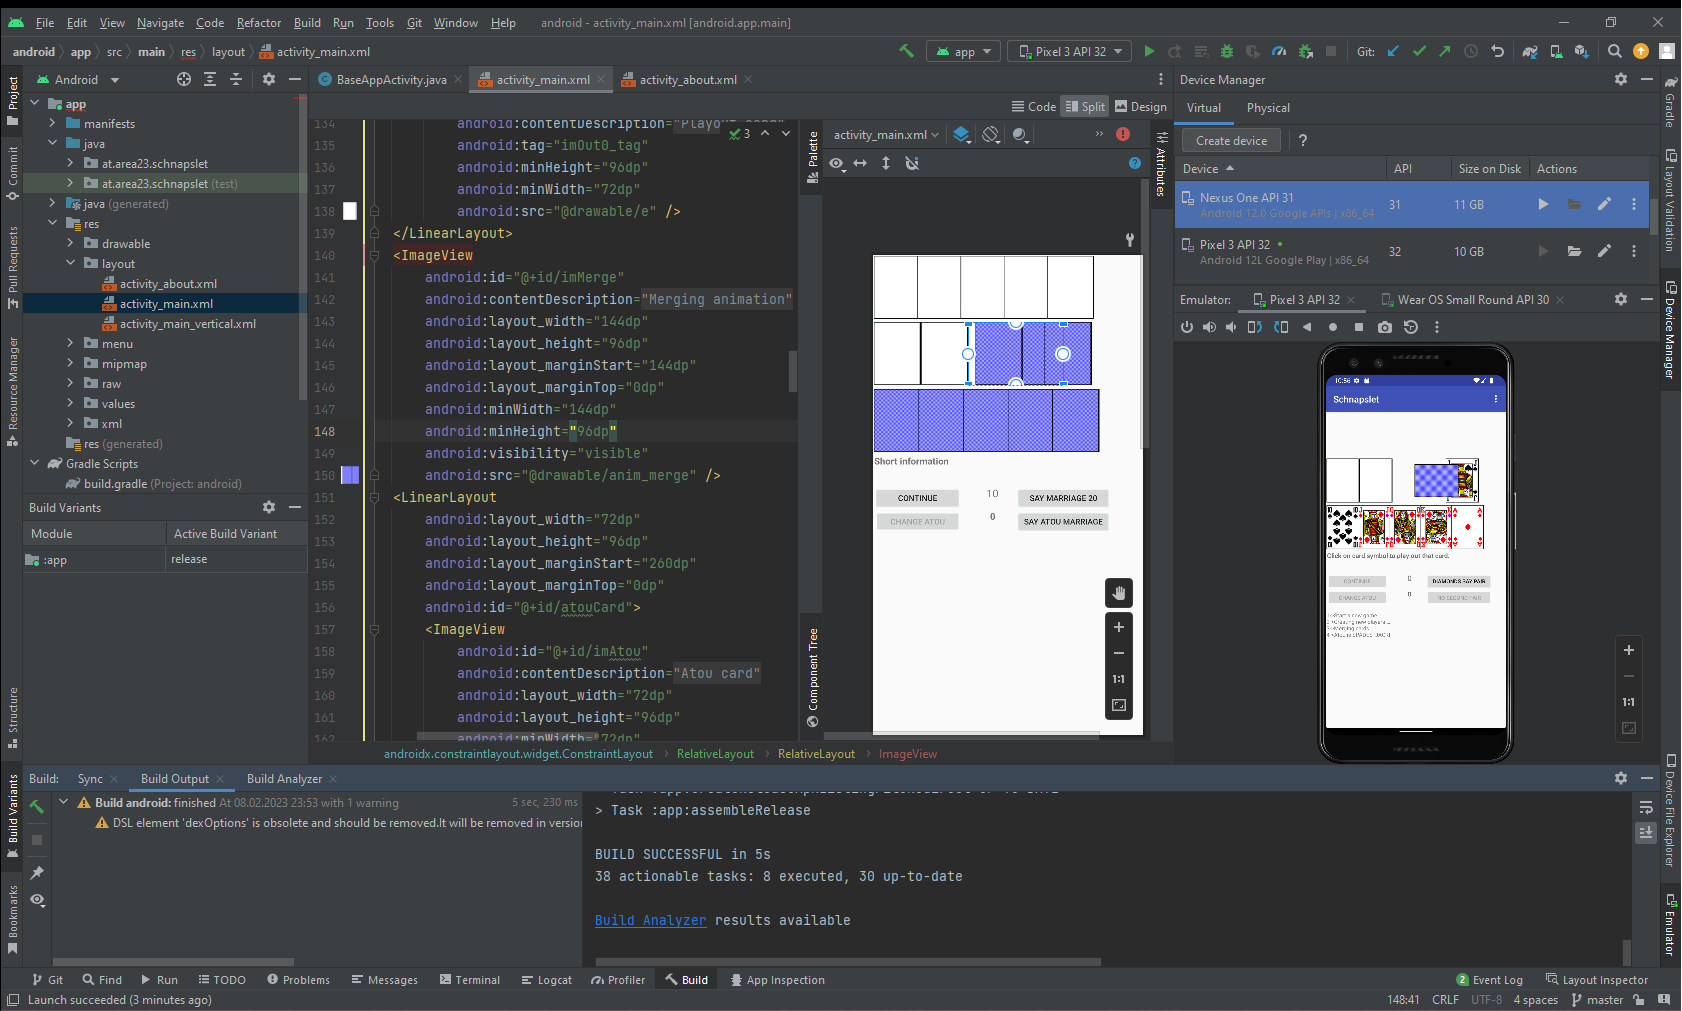 File Edit View Navigate Code Refactor Build Run Tools Git Window Help android - activity_main.xml [android.app.main]
android app src main res layout activity_main.xml app Pixel 3 API 32 Git:
Android BaseAppActivity.java activity_main.xml activity_about.xml Device Manager
Code Split Design Virtual Physical
Project
Commit
Pull Requests
Resource Manager
Structure
Build Variants
Bookmarks
app
manifests
java
at.area23.schnapslet
at.area23.schnapslet (test)
java (generated)
res
drawable
layout
activity_about.xml
activity_main.xml
activity_main_vertical.xml
menu
mipmap
raw
values
xml
res (generated)
Gradle Scripts
build.gradle (Project: android)
Build Variants
Module Active Build Variant
:app release
134 android:contentDescription="Playout card" 3
135 android:tag="imOut0_tag"
136 android:minHeight="96dp"
137 android:minWidth="72dp"
138 android:src="@drawable/e" />
139 </LinearLayout>
140 <ImageView
141 android:id="@+id/imMerge"
142 android:contentDescription="Merging animation"
143 android:layout_width="144dp"
144 android:layout_height="96dp"
145 android:layout_marginStart="144dp"
146 android:layout_marginTop="0dp"
147 android:minWidth="144dp"
148 android:minHeight="96dp"
149 android:visibility="visible"
150 android:src="@drawable/anim_merge" />
151 <LinearLayout
152 android:layout_width="72dp"
153 android:layout_height="96dp"
154 android:layout_marginStart="260dp"
155 android:layout_marginTop="0dp"
156 android:id="@+id/atouCard">
157 <ImageView
158 android:id="@+id/imAtou"
159 android:contentDescription="Atou card"
160 android:layout_width="72dp"
161 android:layout_height="96dp"
162 android:minWidth="72dp"
androidx.constraintlayout.widget.ConstraintLayout RelativeLayout RelativeLayout ImageView
Palette
Component Tree
activity_main.xml
Attributes
Short information
CONTINUE 10 SAY MARRIAGE 20
CHANGE ATOU 0 SAY ATOU MARRIAGE
1:1
Create device ?
Device API Size on Disk Actions
Nexus One API 31 31 11 GB
Android 12.0 Google APIs | x86_64
Pixel 3 API 32 32 10 GB
Android 12L Google Play | x86_64
Emulator: Pixel 3 API 32 Wear OS Small Round API 30
10:56
Schnapslet
Click on card symbol to play out that card.
CONTINUE 0 DIAMONDS SAY PAIR
CHANGE ATOU 0 NO SECOND PAIR
1:1
Gradle
Layout Validation
Device Manager
Device File Explorer
Emulator
Build: Sync Build Output Build Analyzer
Build android: finished At 08.02.2023 23:53 with 1 warning 5 sec, 230 ms
DSL element 'dexOptions' is obsolete and should be removed.It will be removed in versio
> Task :app:assembleRelease
BUILD SUCCESSFUL in 5s
38 actionable tasks: 8 executed, 30 up-to-date
Build Analyzer results available
Git Find Run TODO Problems Messages Terminal Logcat Profiler Build App Inspection 2 Event Log Layout Inspector
Launch succeeded (3 minutes ago) 148:41 CRLF UTF-8 4 spaces master